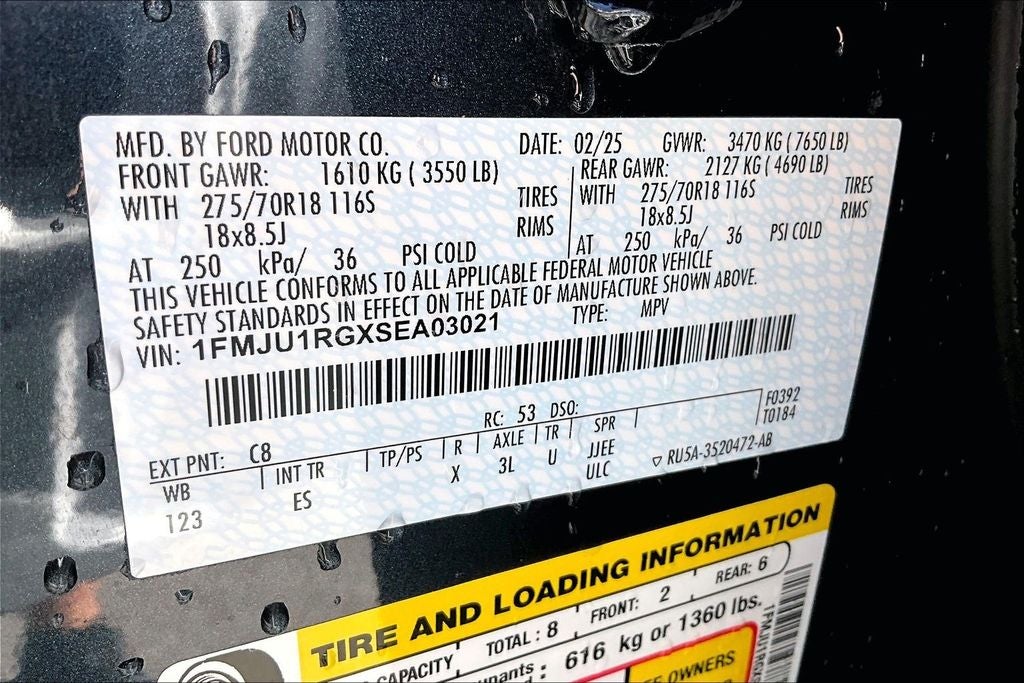 MFD. BY FORD MOTOR CO. DATE: 02/25 GVWR: 3470 KG ( 7650 LB)
FRONT GAWR: 1610 KG ( 3550 LB) REAR GAWR: 2127 KG ( 4690 LB)
WITH 275/70R18 116S TIRES WITH 275/70R18 116S TIRES
18x8.5J RIMS 18x8.5J RIMS
AT 250 kPa/ 36 PSI COLD AT 250 kPa/ 36 PSI COLD
THIS VEHICLE CONFORMS TO ALL APPLICABLE FEDERAL MOTOR VEHICLE
SAFETY STANDARDS IN EFFECT ON THE DATE OF MANUFACTURE SHOWN ABOVE.
VIN: 1FMJU1RGXSEA03021 TYPE: MPV
EXT PNT: C8 RC: 53 DSO: F0392
T0184
WB INT TR TP/PS R AXLE TR SPR
123 ES X 3L U JJEE
ULC
▽ RU5A-3520472-AB
TIRE AND LOADING INFORMATION
CAPACITY TOTAL : 8 FRONT: 2 REAR: 6
: 616 kg or 1360 lbs.
OWNERS